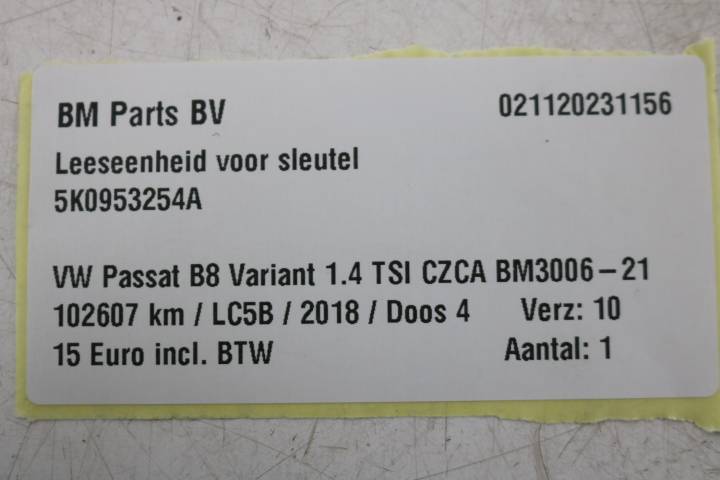 BM Parts BV 021120231156
Leeseenheid voor sleutel
5K0953254A
VW Passat B8 Variant 1.4 TSI CZCA BM3006-21
102607 km / LC5B / 2018 / Doos 4 Verz: 10
15 Euro incl. BTW Aantal: 1